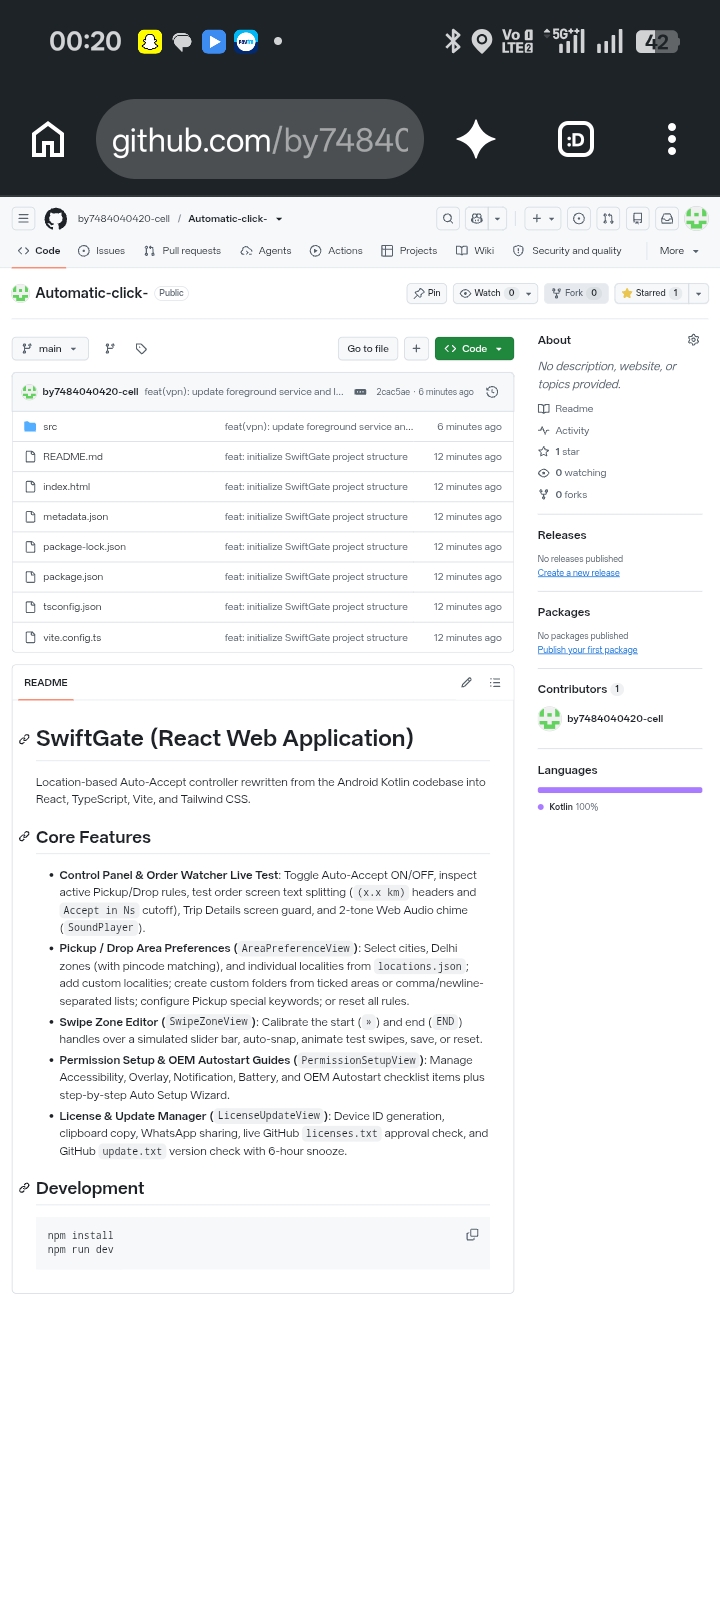 00:20
Vo 1
LTE2
5G++
42
github.com/by74840
:D
by7484040420-cell / Automatic-click-
Code
Issues
Pull requests
Agents
Actions
Projects
Wiki
Security and quality
More
Automatic-click- Public
Pin
Watch 0
Fork 0
Starred 1
main
Go to file
+
Code
by7484040420-cell feat(vpn): update foreground service and l... 2cac5ae · 6 minutes ago
src feat(vpn): update foreground service an... 6 minutes ago
README.md feat: initialize SwiftGate project structure 12 minutes ago
index.html feat: initialize SwiftGate project structure 12 minutes ago
metadata.json feat: initialize SwiftGate project structure 12 minutes ago
package-lock.json feat: initialize SwiftGate project structure 12 minutes ago
package.json feat: initialize SwiftGate project structure 12 minutes ago
tsconfig.json feat: initialize SwiftGate project structure 12 minutes ago
vite.config.ts feat: initialize SwiftGate project structure 12 minutes ago
README
SwiftGate (React Web Application)
Location-based Auto-Accept controller rewritten from the Android Kotlin codebase into
React, TypeScript, Vite, and Tailwind CSS.
Core Features
• Control Panel & Order Watcher Live Test: Toggle Auto-Accept ON/OFF, inspect
active Pickup/Drop rules, test order screen text splitting ( (x.x km) headers and
Accept in Ns cutoff), Trip Details screen guard, and 2-tone Web Audio chime
( SoundPlayer ).
• Pickup / Drop Area Preferences ( AreaPreferenceView ): Select cities, Delhi
zones (with pincode matching), and individual localities from locations.json ;
add custom localities; create custom folders from ticked areas or comma/newline-
separated lists; configure Pickup special keywords; or reset all rules.
• Swipe Zone Editor ( SwipeZoneView ): Calibrate the start ( » ) and end ( END )
handles over a simulated slider bar, auto-snap, animate test swipes, save, or reset.
• Permission Setup & OEM Autostart Guides ( PermissionSetupView ): Manage
Accessibility, Overlay, Notification, Battery, and OEM Autostart checklist items plus
step-by-step Auto Setup Wizard.
• License & Update Manager ( LicenseUpdateView ): Device ID generation,
clipboard copy, WhatsApp sharing, live GitHub licenses.txt approval check, and
GitHub update.txt version check with 6-hour snooze.
Development
npm install
npm run dev
About
No description, website, or
topics provided.
Readme
Activity
1 star
0 watching
0 forks
Releases
No releases published
Create a new release
Packages
No packages published
Publish your first package
Contributors 1
by7484040420-cell
Languages
Kotlin 100%